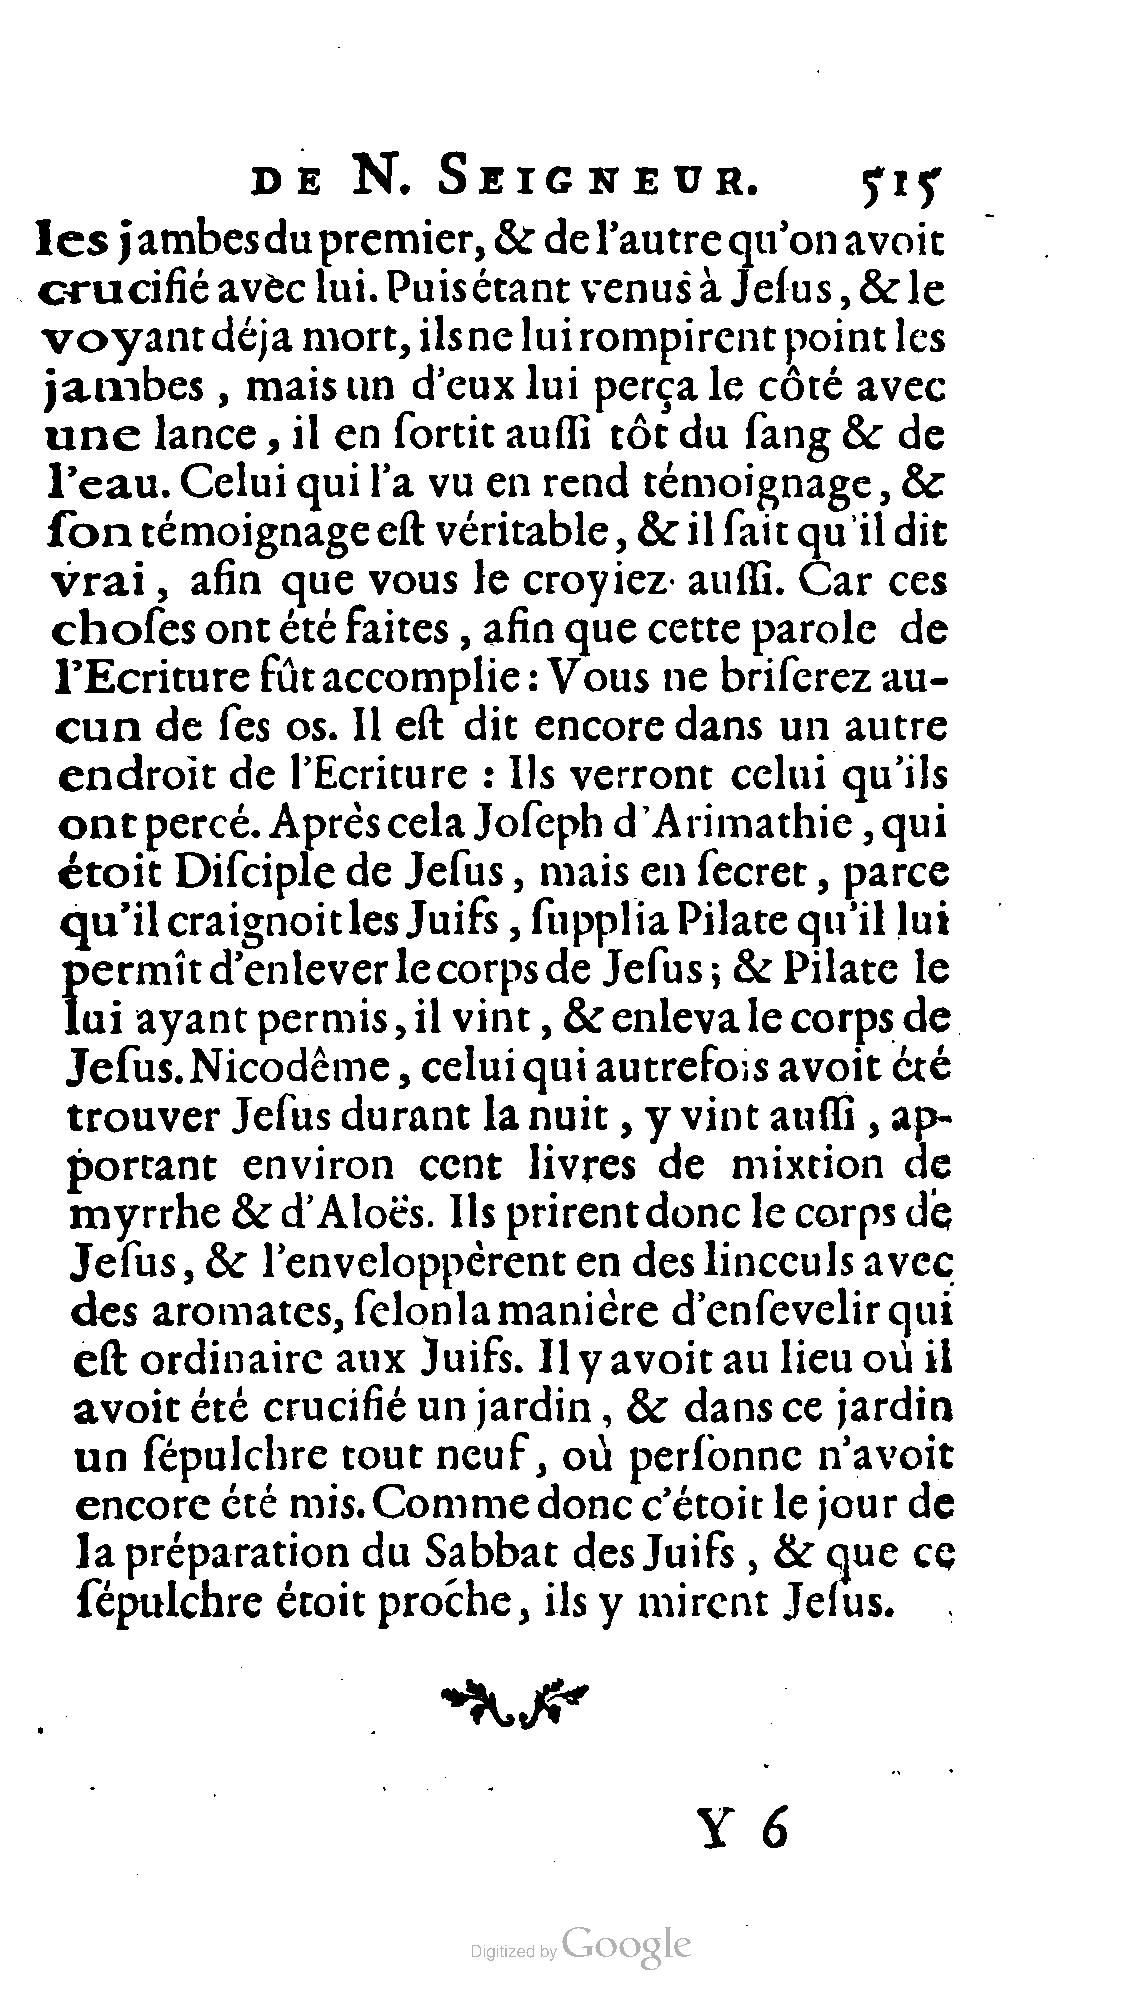 DE N. SEIGNEUR. 515
les jambes du premier, & de l'autre qu'on avoit
crucifié avèc lui. Puis étant venus à Jeſus, & le
voyant déja mort, ils ne lui rompirent point les
jambes, mais un d'eux lui perça le côté avec
une lance, il en ſortit auſſi tôt du ſang & de
l'eau. Celui qui l'a vu en rend témoignage, &
ſon témoignage eſt véritable, & il ſait qu'il dit
vrai, afin que vous le croyiez auſſi. Car ces
choſes ont été faites, afin que cette parole de
l'Ecriture fût accomplie: Vous ne briſerez au-
cun de ſes os. Il eſt dit encore dans un autre
endroit de l'Ecriture : Ils verront celui qu'ils
ont percé. Après cela Joſeph d'Arimathie, qui
étoit Diſciple de Jeſus, mais en ſecret, parce
qu'il craignoit les Juifs, ſupplia Pilate qu'il lui
permît d'enlever le corps de Jeſus; & Pilate le
lui ayant permis, il vint, & enleva le corps de
Jeſus. Nicodême, celui qui autrefois avoit été
trouver Jeſus durant la nuit, y vint auſſi, ap-
portant environ cent livres de mixtion de
myrrhe & d'Aloës. Ils prirent donc le corps de
Jeſus, & l'enveloppèrent en des linceuls avec
des aromates, ſelon la manière d'enſevelir qui
eſt ordinaire aux Juifs. Il y avoit au lieu où il
avoit été crucifié un jardin, & dans ce jardin
un ſépulchre tout neuf, où perſonne n'avoit
encore été mis. Comme donc c'étoit le jour de
la préparation du Sabbat des Juifs, & que ce
ſépulchre étoit proche, ils y mirent Jeſus.
Y 6
Digitized by Google